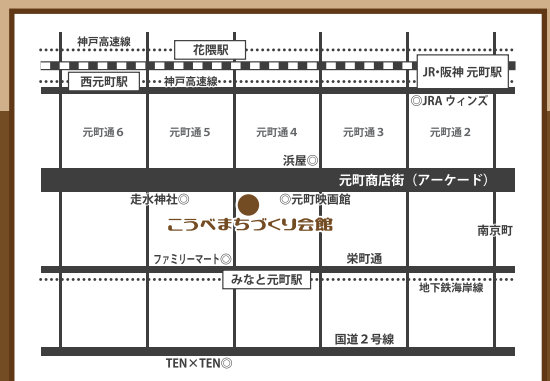 神戸高速線
花隈駅
JR・阪神 元町駅
西元町駅
神戸高速線
◎JRA ウィンズ
元町通6
元町通5
元町通4
元町通3
元町通2
浜屋◎
元町商店街（アーケード）
走水神社◎
◎元町映画館
こうべまちづくり会館
南京町
ファミリーマート◎
栄町通
みなと元町駅
地下鉄海岸線
国道2号線
TEN×TEN◎